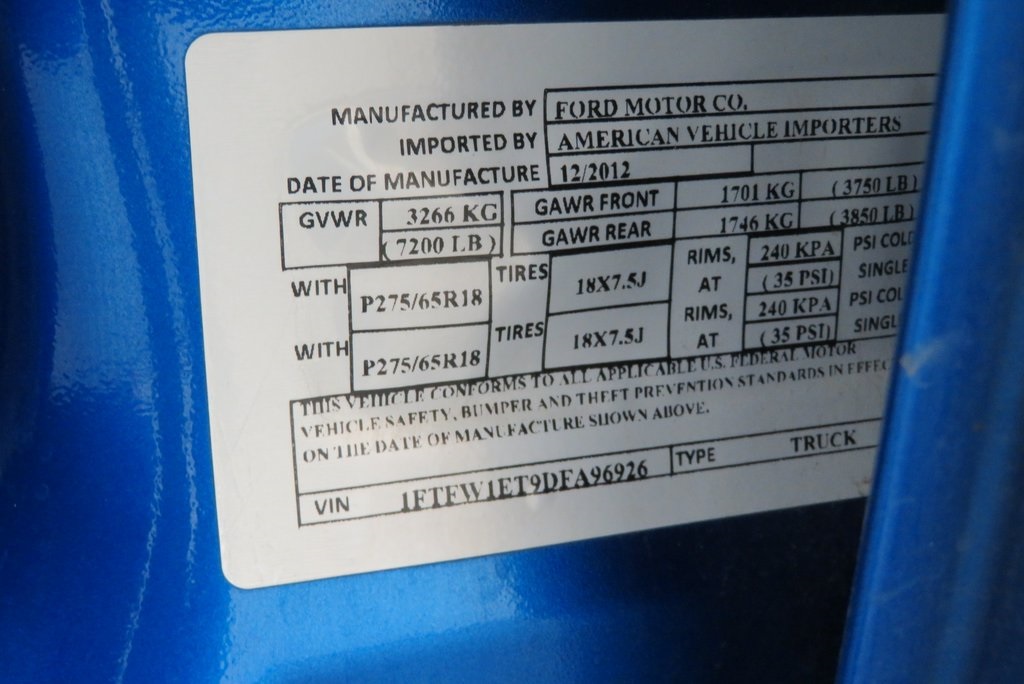 MANUFACTURED BY FORD MOTOR CO.
IMPORTED BY AMERICAN VEHICLE IMPORTERS
DATE OF MANUFACTURE 12/2012
GVWR 3266 KG GAWR FRONT 1701 KG (3750 LB)
(7200 LB) GAWR REAR 1746 KG (3850 LB)
WITH P275/65R18 TIRES 18X7.5J RIMS, 240 KPA PSI COL
AT (35 PSI) SINGLE
WITH P275/65R18 TIRES 18X7.5J RIMS, 240 KPA PSI COL
AT (35 PSI) SINGL
THIS VEHICLE CONFORMS TO ALL APPLICABLE U.S. FEDERAL MOTOR
VEHICLE SAFETY, BUMPER AND THEFT PREVENTION STANDARDS IN EFFEC
ON THE DATE OF MANUFACTURE SHOWN ABOVE.
VIN 1FTFW1ET9DFA96926 TYPE TRUCK